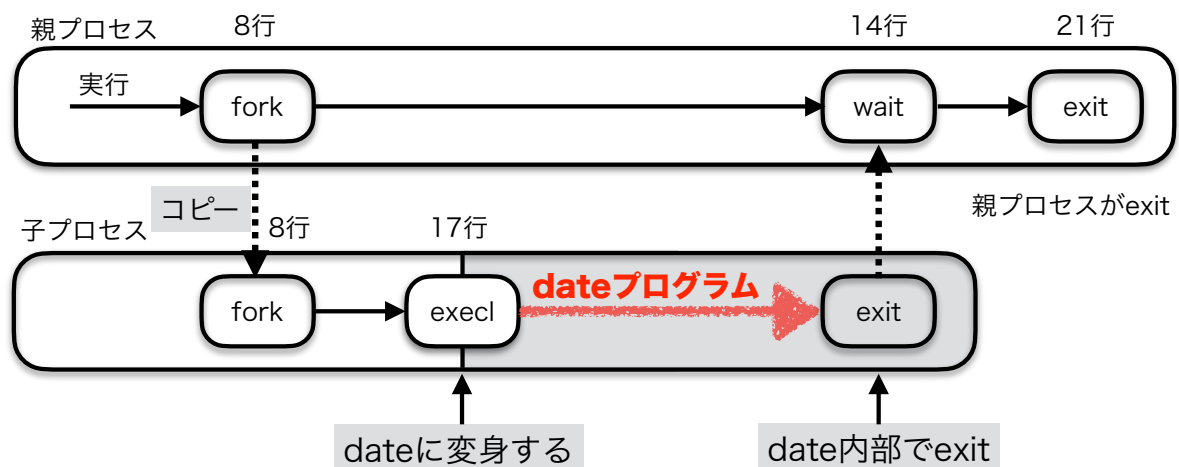 親プロセス
8行
14行
21行
実行
fork
wait
exit
コピー
親プロセスがexit
子プロセス
8行
17行
dateプログラム
fork
execl
exit
dateに変身する
date内部でexit